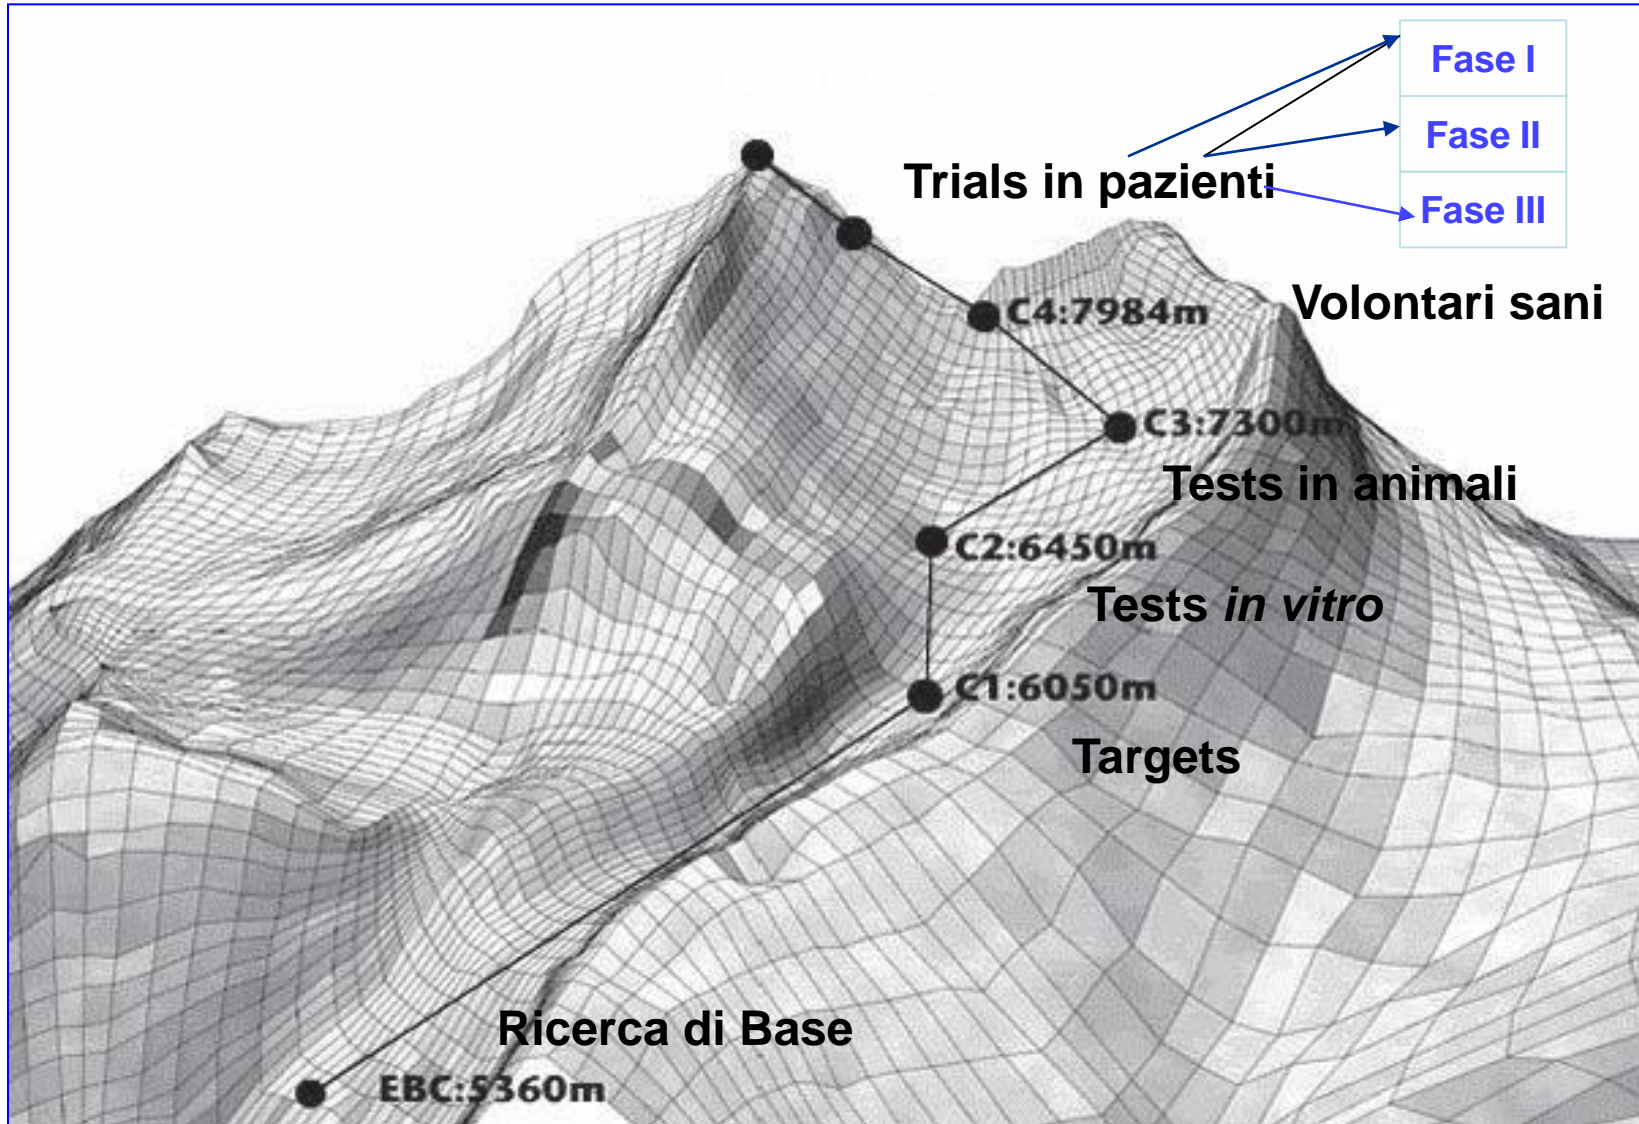 Trattamento
Fase I
Fase II
Trials in pazienti
Fase III
Volontari sani
C4:7984m
C3:7300m
Tests in animali
C2:6450m
Tests in vitro
C1:6050m
Targets
Ricerca di Base
EBC:5360m